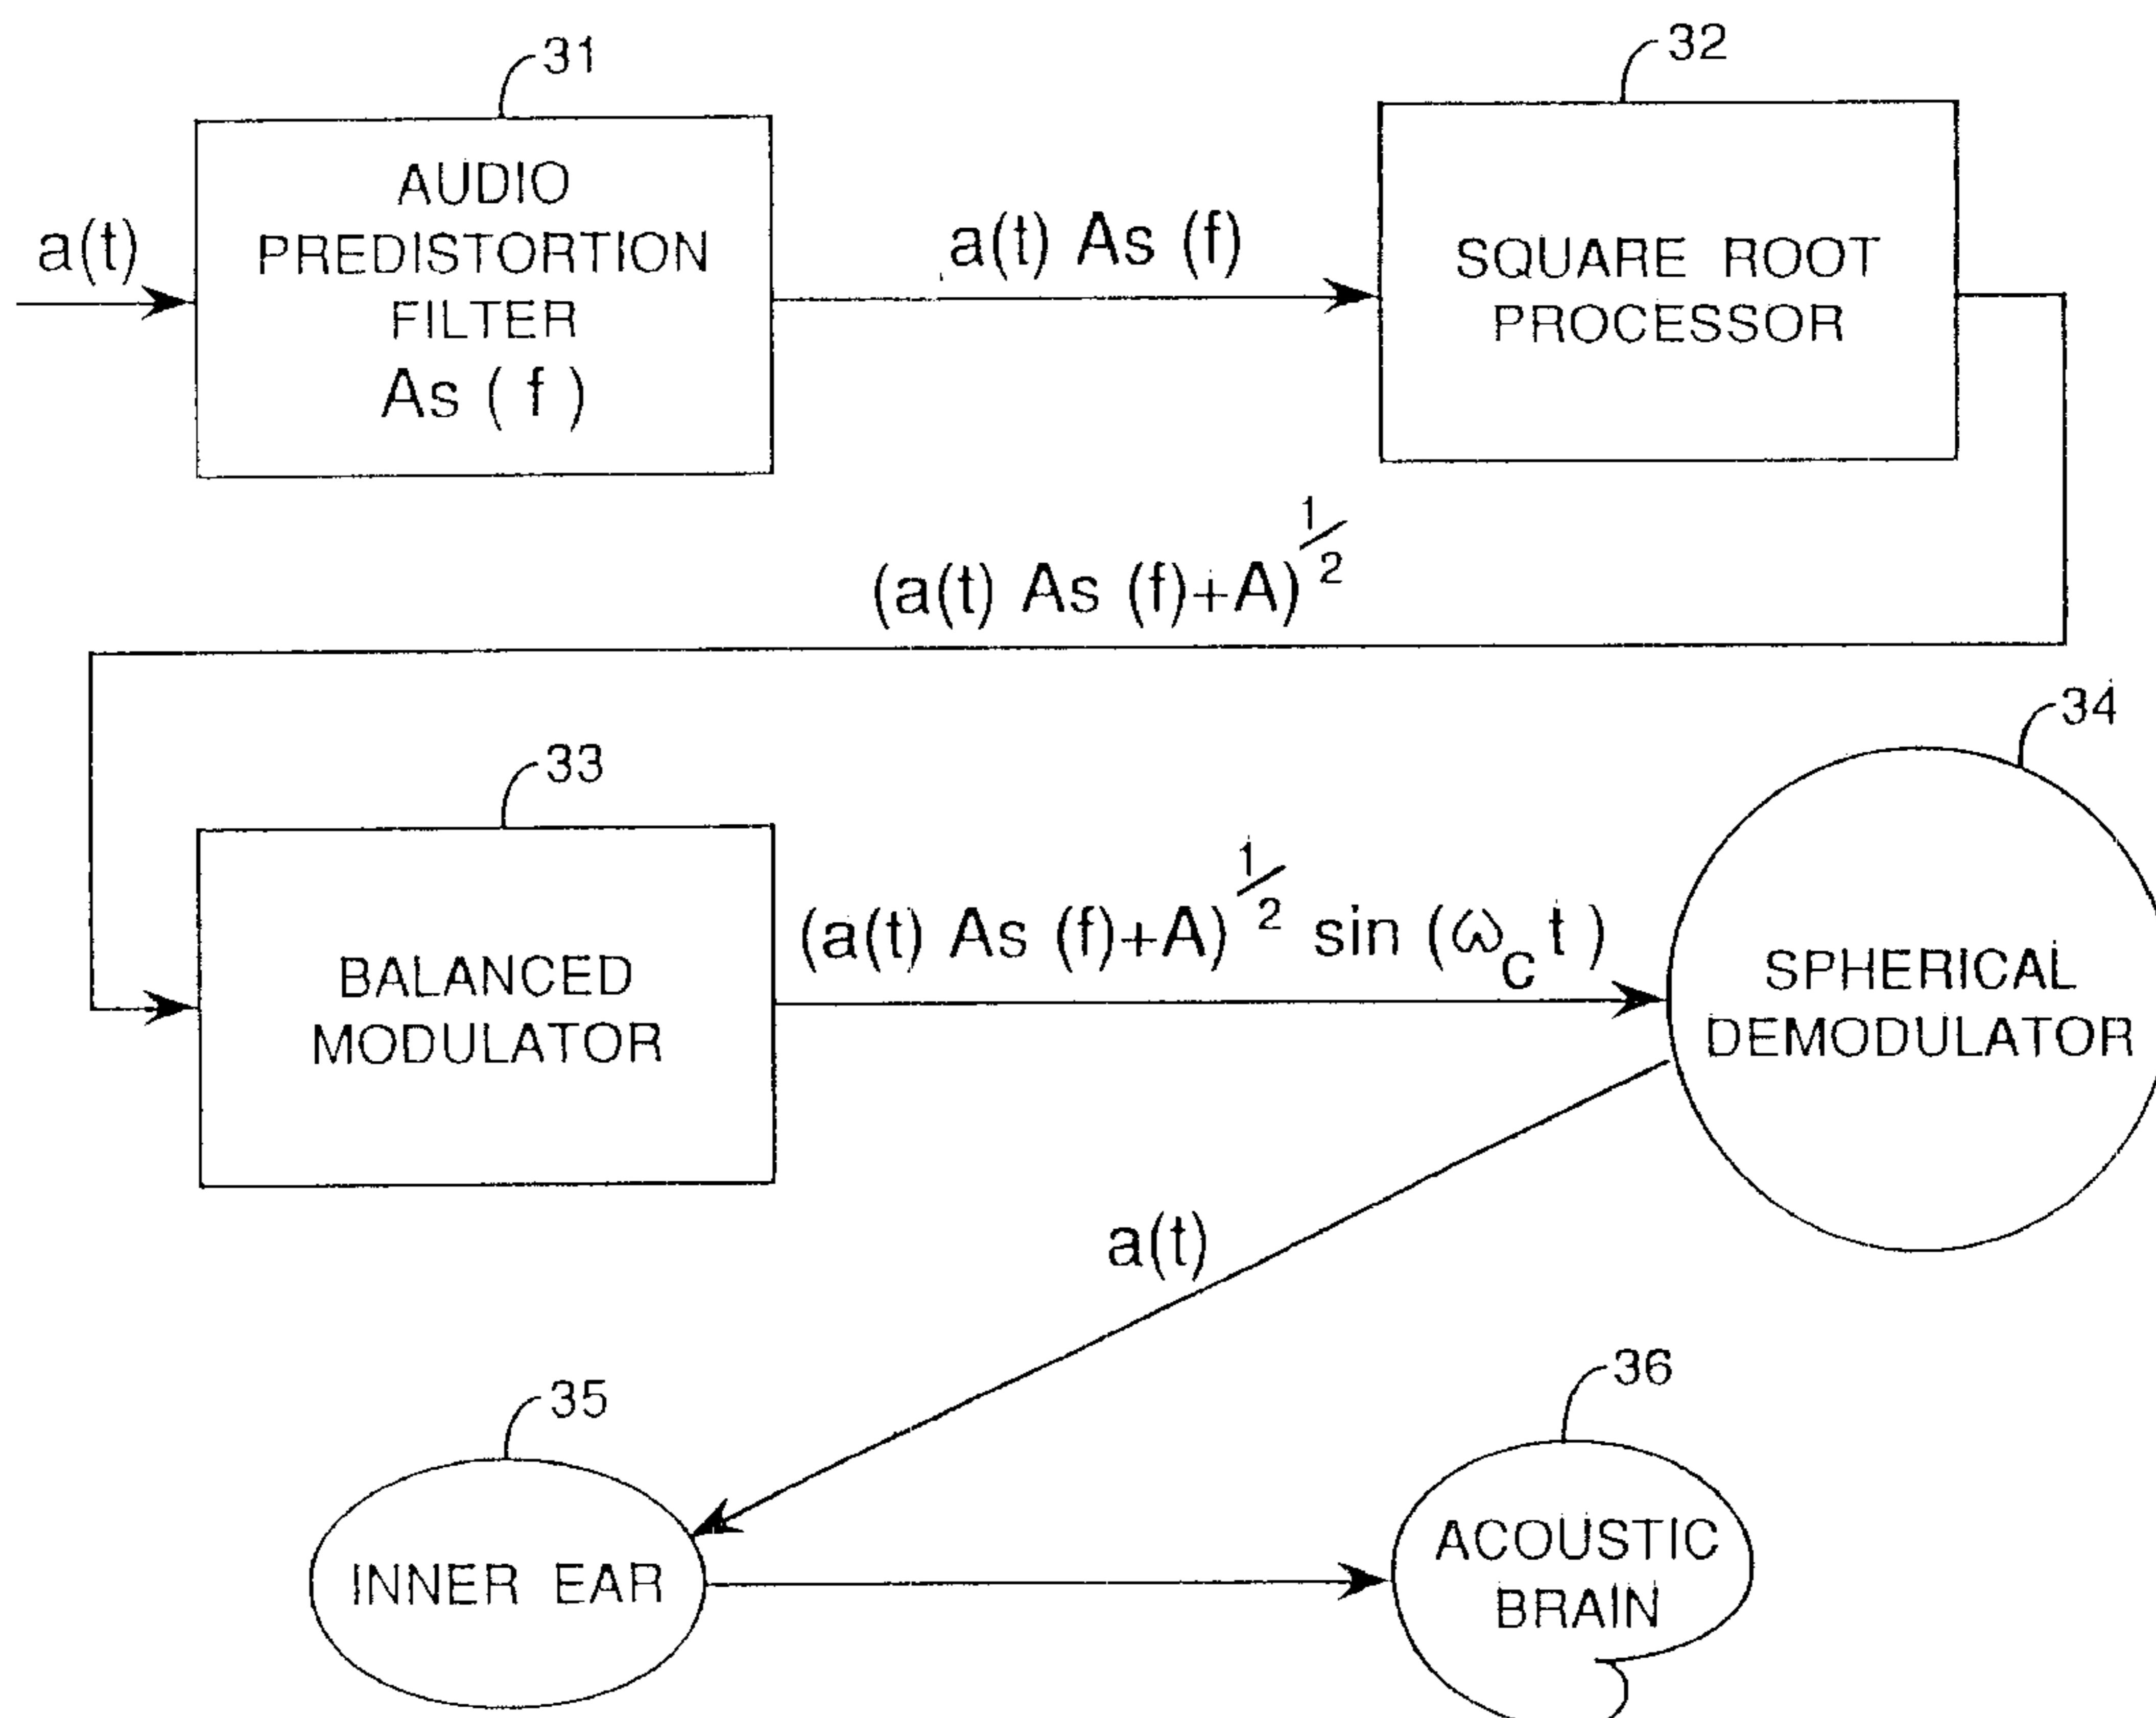 31
AUDIO
PREDISTORTION
FILTER
As ( f )
a(t)
a(t) As (f)
32
SQUARE ROOT
PROCESSOR
(a(t) As (f)+A)^1/2
33
BALANCED
MODULATOR
(a(t) As (f)+A)^1/2 sin (ω_c t )
34
SPHERICAL
DEMODULATOR
a(t)
35
INNER EAR
36
ACOUSTIC
BRAIN